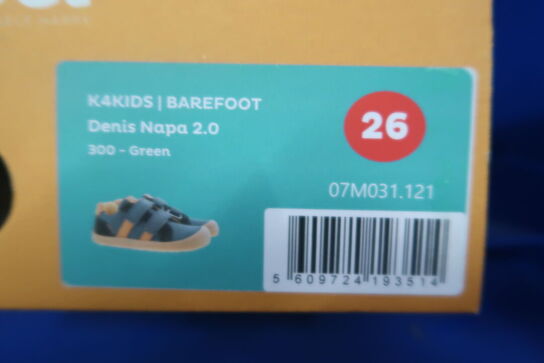 K4KIDS | BAREFOOT
Denis Napa 2.0
300 - Green
26
07M031.121
5 609724 193514